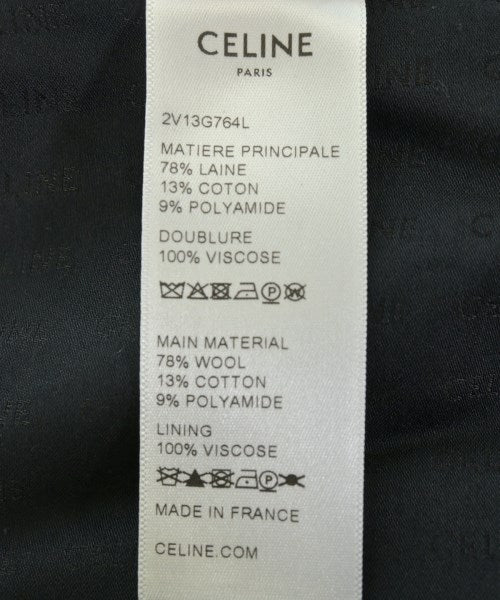 CELINE
PARIS
2V13G764L
MATIERE PRINCIPALE
78% LAINE
13% COTON
9% POLYAMIDE
DOUBLURE
100% VISCOSE
P W
MAIN MATERIAL
78% WOOL
13% COTTON
9% POLYAMIDE
LINING
100% VISCOSE
P
MADE IN FRANCE
CELINE.COM